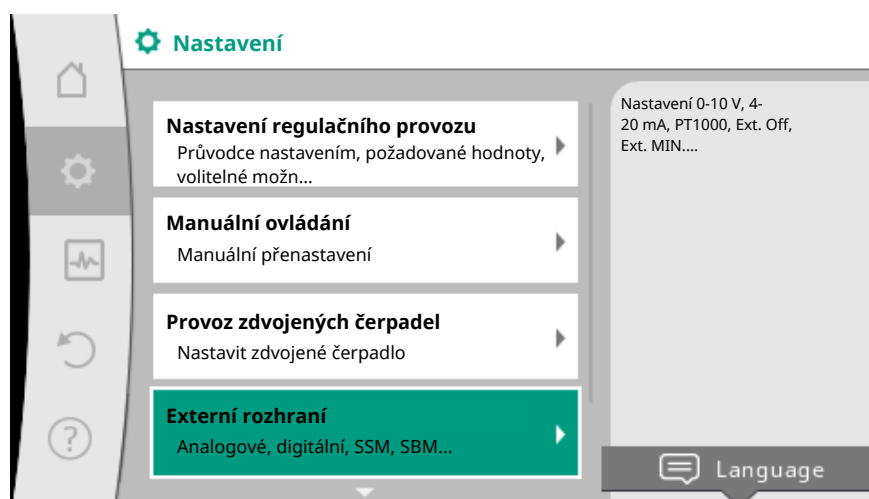 Nastavení
Nastavení regulačního provozu
Průvodce nastavením, požadované hodnoty,
volitelné možn...
Manuální ovládání
Manuální přenastavení
Provoz zdvojených čerpadel
Nastavit zdvojené čerpadlo
Externí rozhraní
Analogové, digitální, SSM, SBM...
Nastavení 0-10 V, 4-
20 mA, PT1000, Ext. Off,
Ext. MIN....
?
Language